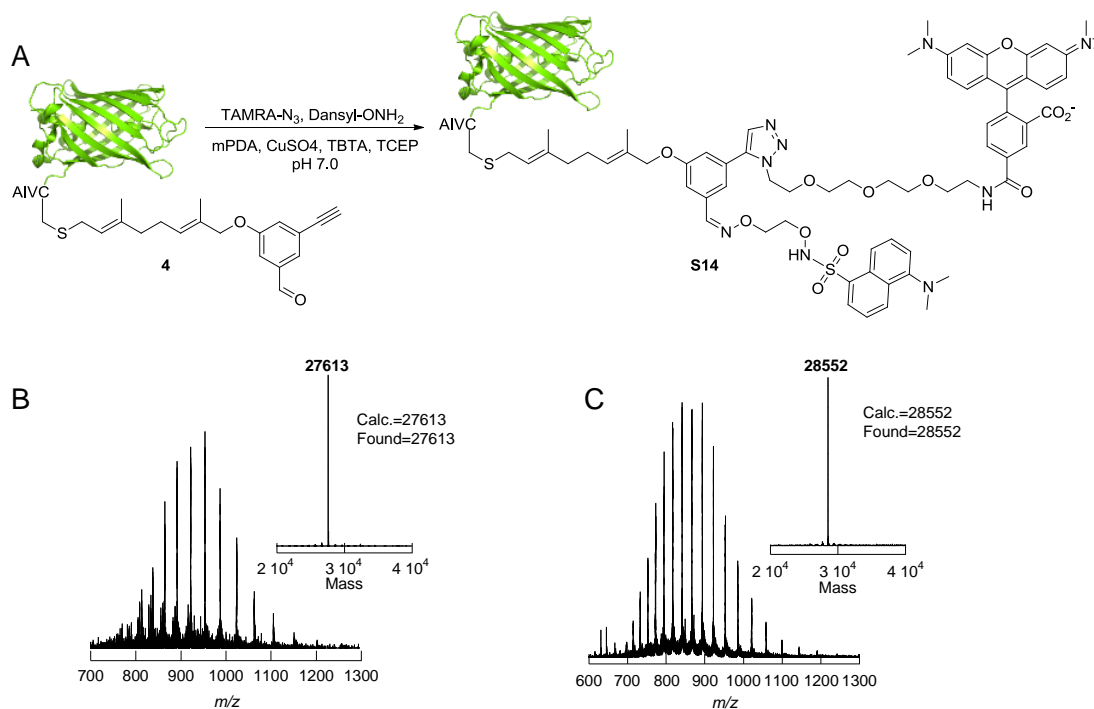 A
AIVC
S
O
O
4
TAMRA-N3, Dansyl-ONH2
mPDA, CuSO4, TBTA, TCEP
pH 7.0
AIVC
S
O
N
N
N
O
O
O
N
H
O
CO2-
N
O
N+
N
O
O
HN
S
O
O
N
S14
B
27613
Calc.=27613
Found=27613
2 10^4
3 10^4
4 10^4
Mass
700
800
900
1000
1100
1200
1300
m/z
C
28552
Calc.=28552
Found=28552
2 10^4
3 10^4
4 10^4
Mass
600
700
800
900
1000
1100
1200
1300
m/z